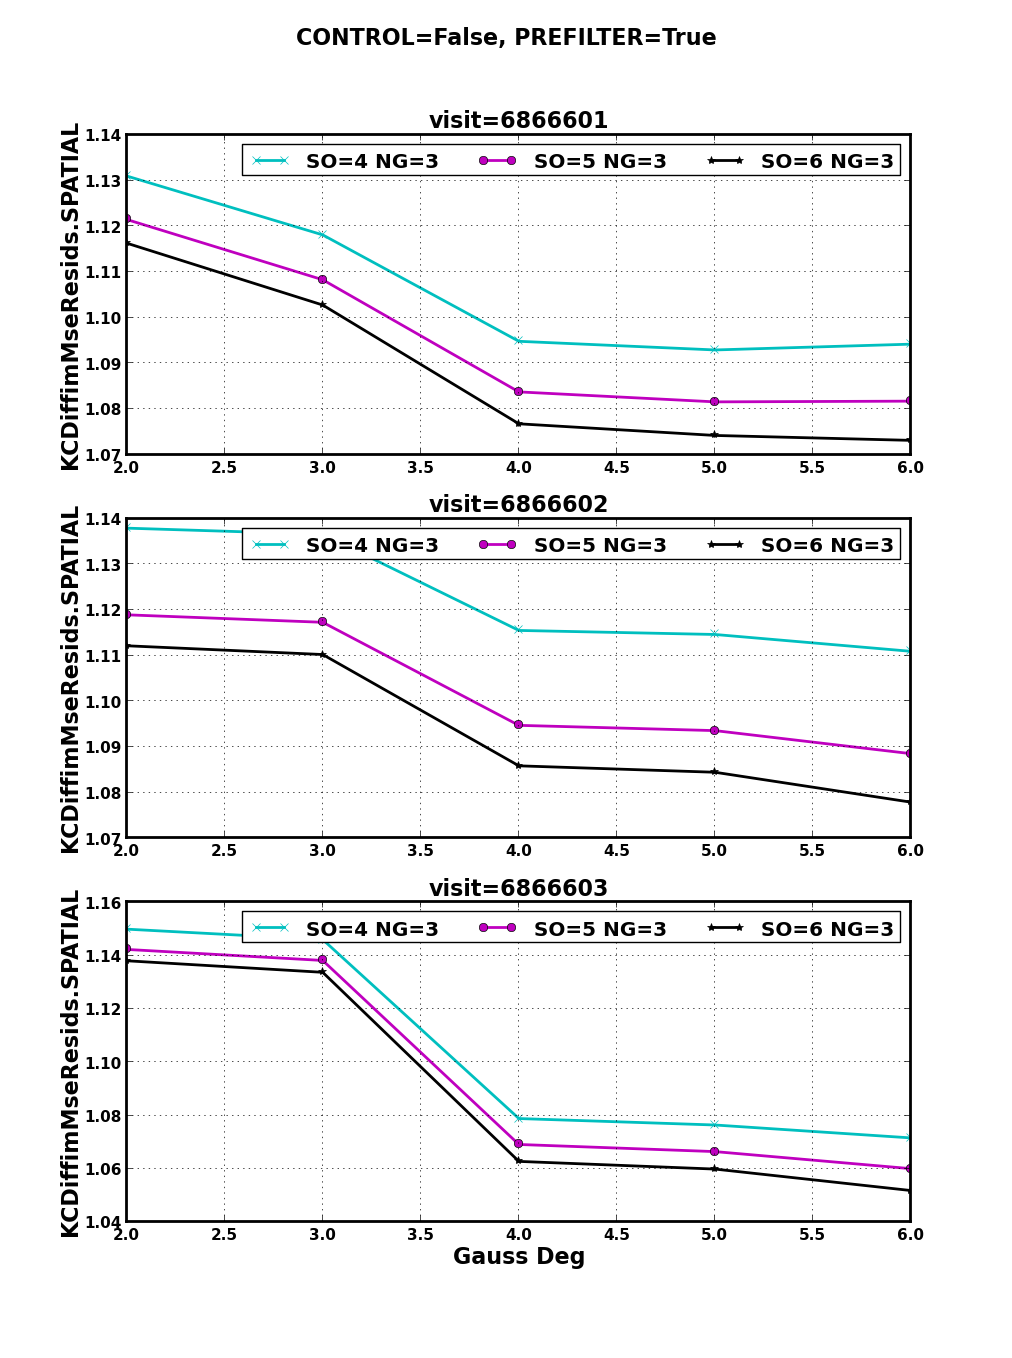 CONTROL=False, PREFILTER=True
visit=6866601
KCDiffimMseResids.SPATIAL
1.14
1.13
1.12
1.11
1.10
1.09
1.08
1.07
SO=4 NG=3 SO=5 NG=3 SO=6 NG=3
2.0 2.5 3.0 3.5 4.0 4.5 5.0 5.5 6.0
visit=6866602
KCDiffimMseResids.SPATIAL
1.14
1.13
1.12
1.11
1.10
1.09
1.08
1.07
SO=4 NG=3 SO=5 NG=3 SO=6 NG=3
2.0 2.5 3.0 3.5 4.0 4.5 5.0 5.5 6.0
visit=6866603
KCDiffimMseResids.SPATIAL
1.16
1.14
1.12
1.10
1.08
1.06
1.04
SO=4 NG=3 SO=5 NG=3 SO=6 NG=3
2.0 2.5 3.0 3.5 4.0 4.5 5.0 5.5 6.0
Gauss Deg